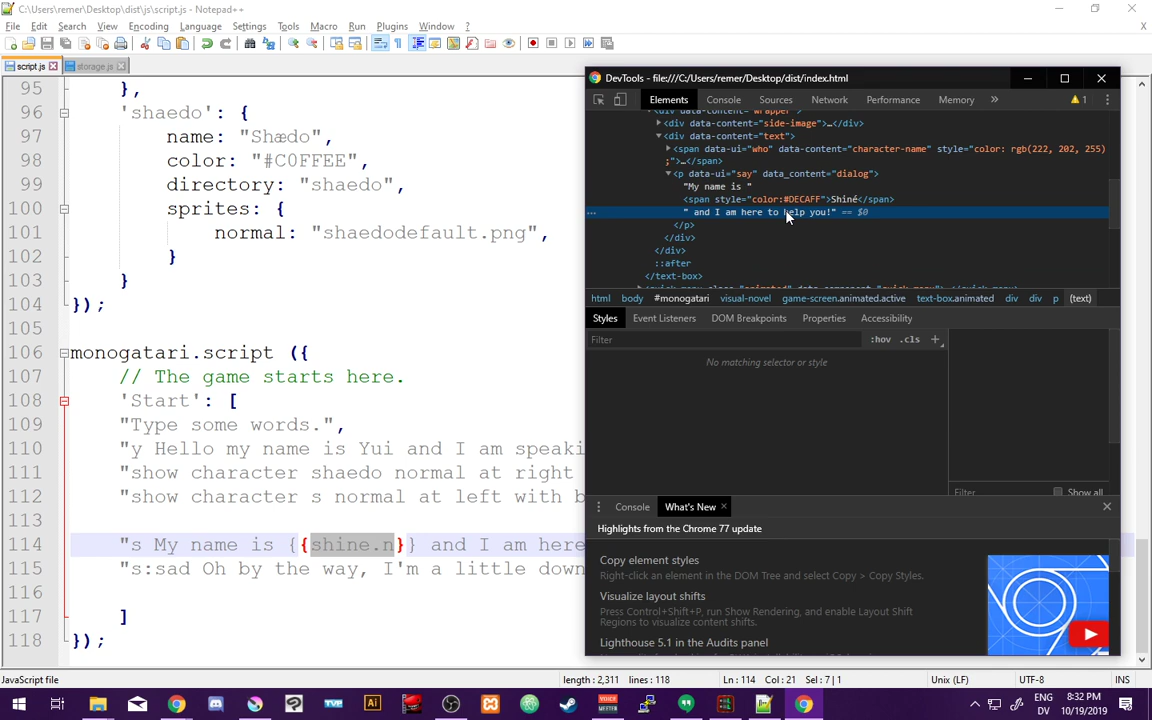 C:\Users\remer\Desktop\dist\js\script.js - Notepad++
File Edit Search View Encoding Language Settings Tools Macro Run Plugins Window ?
X
script.js storage.js
95 },
96 'shaedo': {
97 name: "Shædo",
98 color: "#C0FFEE",
99 directory: "shaedo",
100 sprites: {
101 normal: "shaedodefault.png",
102 }
103 }
104 });
105
106 monogatari.script ({
107 // The game starts here.
108 'Start': [
109 "Type some words.",
110 "y Hello my name is Yui and I am speaki
111 "show character shaedo normal at right
112 "show character s normal at left with b
113
114 "s My name is {{shine.n}} and I am here
115 "s:sad Oh by the way, I'm a little down
116
117 ]
118 });
DevTools - file:///C:/Users/remer/Desktop/dist/index.html
Elements Console Sources Network Performance Memory » 1
<div data-content="wrapper">
<div data-content="side-image">…</div>
<div data-content="text">
<span data-ui="who" data-content="character-name" style="color: rgb(222, 202, 255)
;">…</span>
<p data-ui="say" data_content="dialog">
"My name is "
<span style="color:#DECAFF">Shiné</span>
… " and I am here to help you!" == $0
</p>
</div>
</div>
::after
</text-box>
html body #monogatari visual-novel game-screen.animated.active text-box.animated div div p (text)
Styles Event Listeners DOM Breakpoints Properties Accessibility
Filter :hov .cls +
No matching selector or style
Filter Show all
Console What's New ×
Highlights from the Chrome 77 update
Copy element styles
Right-click an element in the DOM Tree and select Copy > Copy Styles.
Visualize layout shifts
Press Control+Shift+P, run Show Rendering, and enable Layout Shift
Regions to visualize content shifts.
Lighthouse 5.1 in the Audits panel
JavaScript file length : 2,311 lines : 118 Ln : 114 Col : 21 Sel : 7 | 1 Unix (LF) UTF-8 INS
TVP Ai VOICE MEETER
ENG DV 8:32 PM 10/19/2019